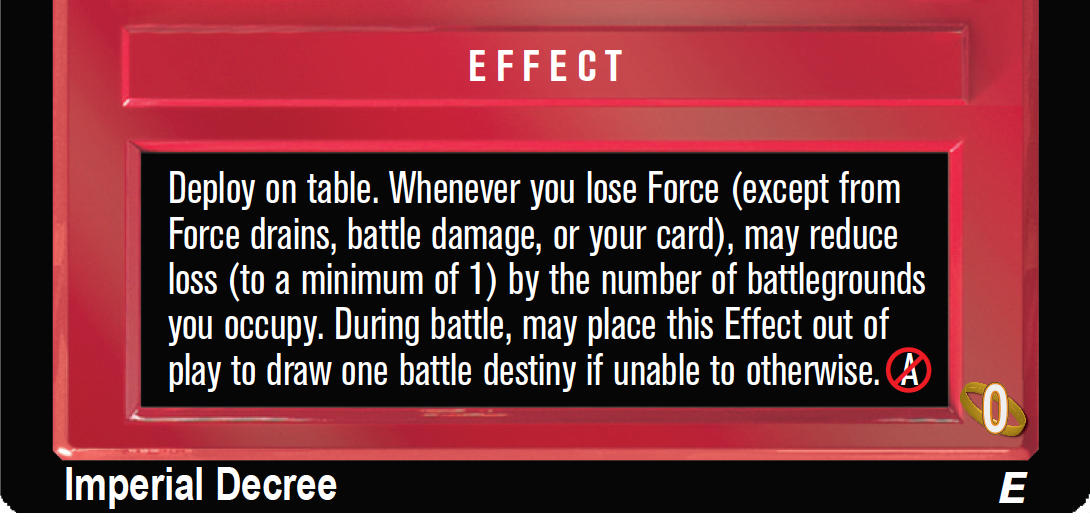 EFFECT
Deploy on table. Whenever you lose Force (except from
Force drains, battle damage, or your card), may reduce
loss (to a minimum of 1) by the number of battlegrounds
you occupy. During battle, may place this Effect out of
play to draw one battle destiny if unable to otherwise. A
0
Imperial Decree E